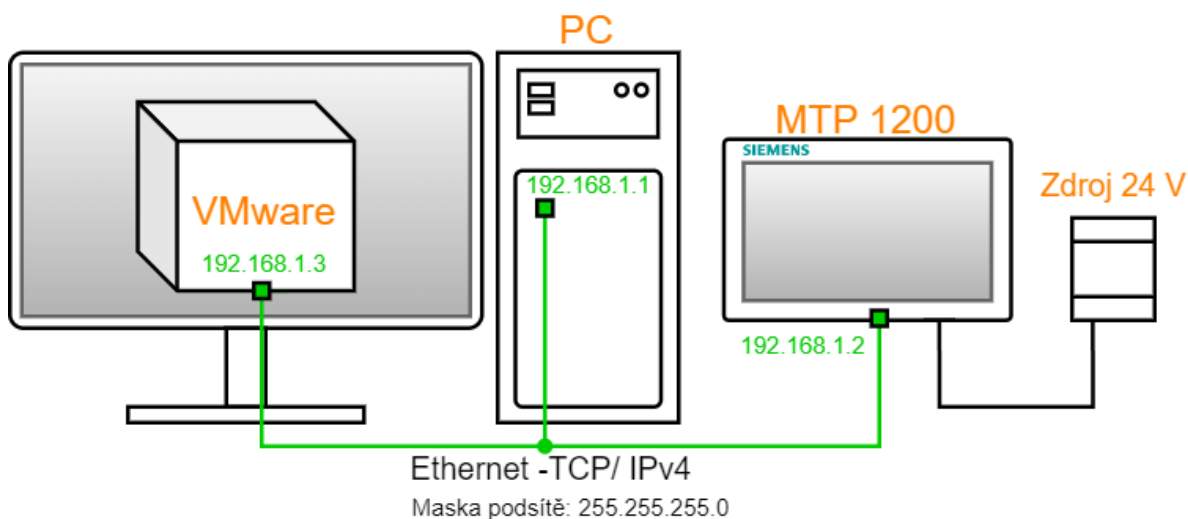 PC
MTP 1200
SIEMENS
Zdroj 24 V
192.168.1.1
VMware
192.168.1.3
192.168.1.2
Ethernet -TCP/ IPv4
Maska podsítě: 255.255.255.0